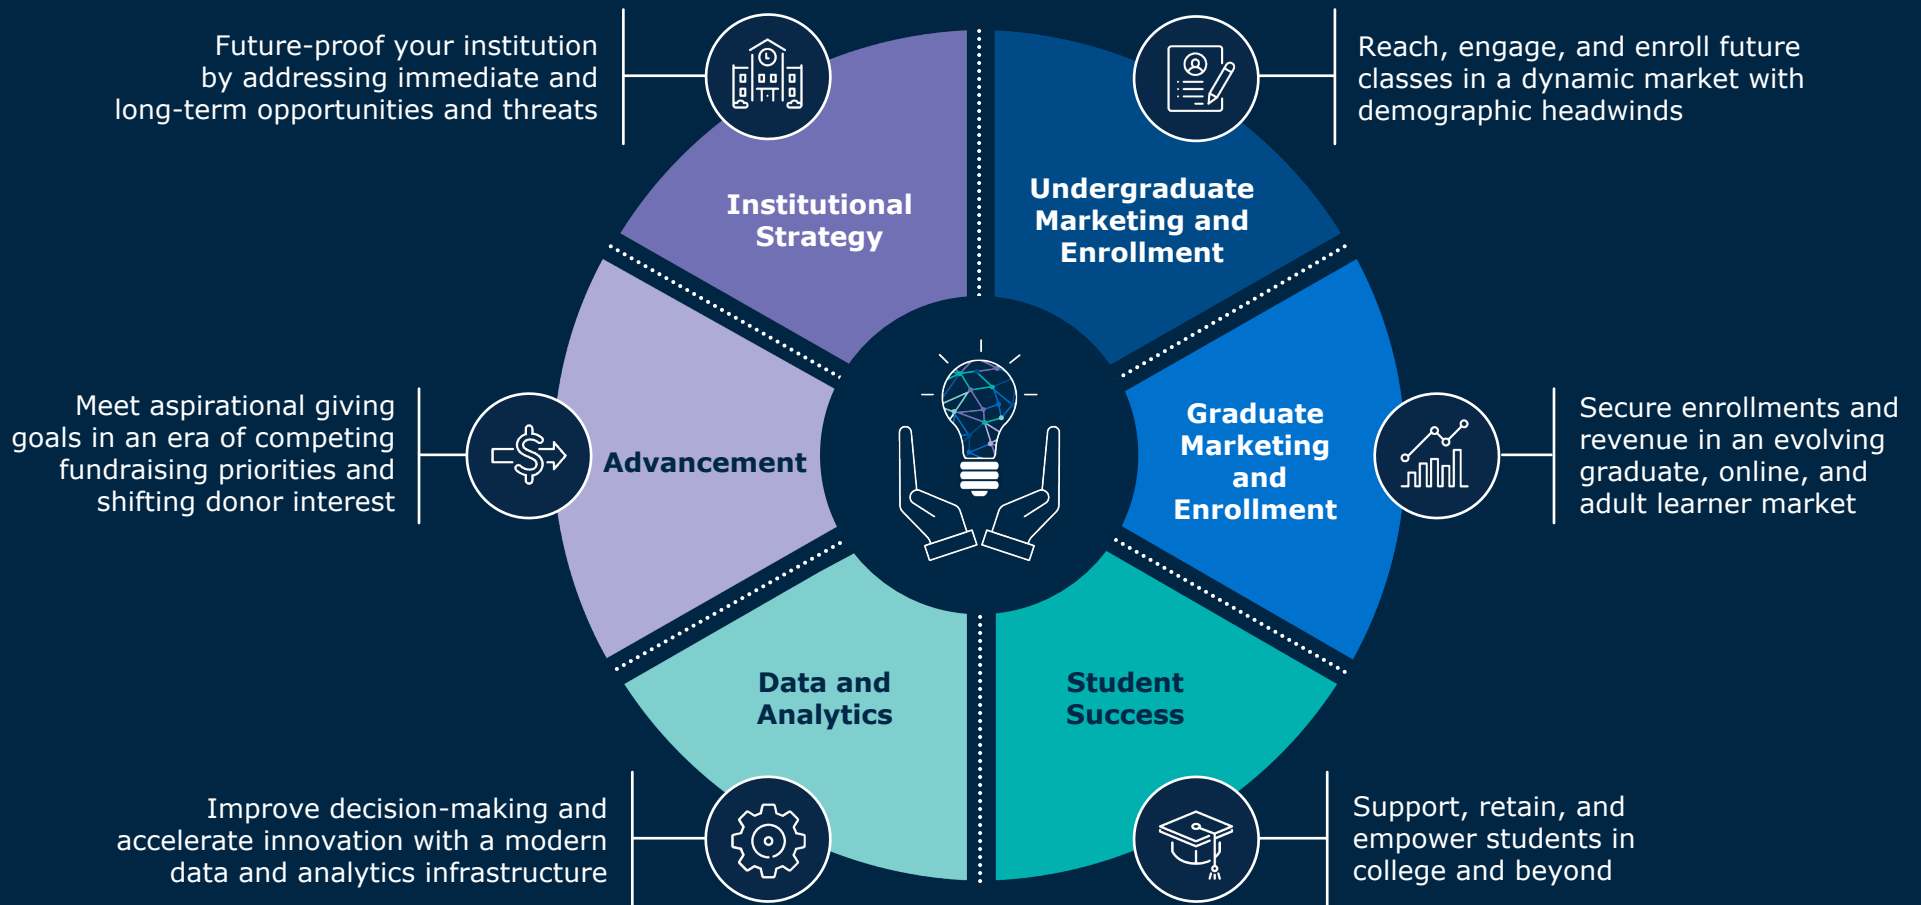 Future-proof your institution
by addressing immediate and
long-term opportunities and threats
Institutional
Strategy
Reach, engage, and enroll future
classes in a dynamic market with
demographic headwinds
Undergraduate
Marketing and
Enrollment
Meet aspirational giving
goals in an era of competing
fundraising priorities and
shifting donor interest
Advancement
Graduate
Marketing
and
Enrollment
Secure enrollments and
revenue in an evolving
graduate, online, and
adult learner market
Data and
Analytics
Improve decision-making and
accelerate innovation with a modern
data and analytics infrastructure
Student
Success
Support, retain, and
empower students in
college and beyond